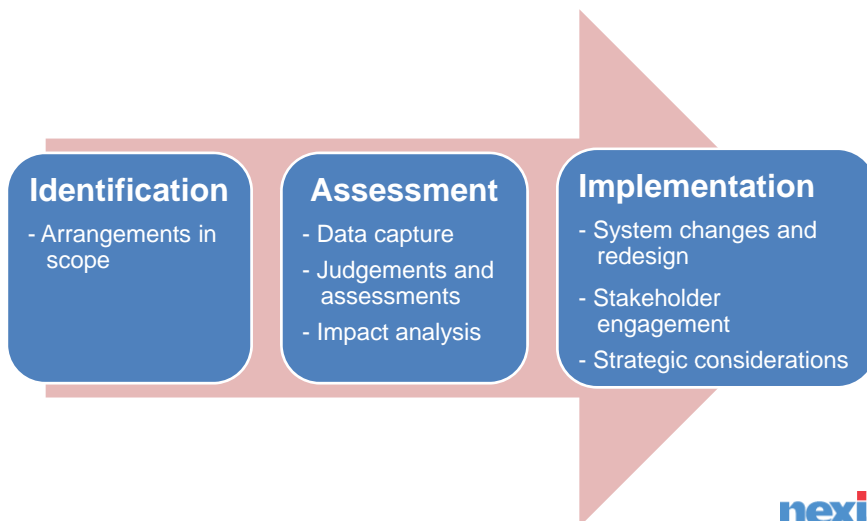 Identification
- Arrangements in
scope
Assessment
- Data capture
- Judgements and
assessments
- Impact analysis
Implementation
- System changes and
redesign
- Stakeholder
engagement
- Strategic considerations
nexi